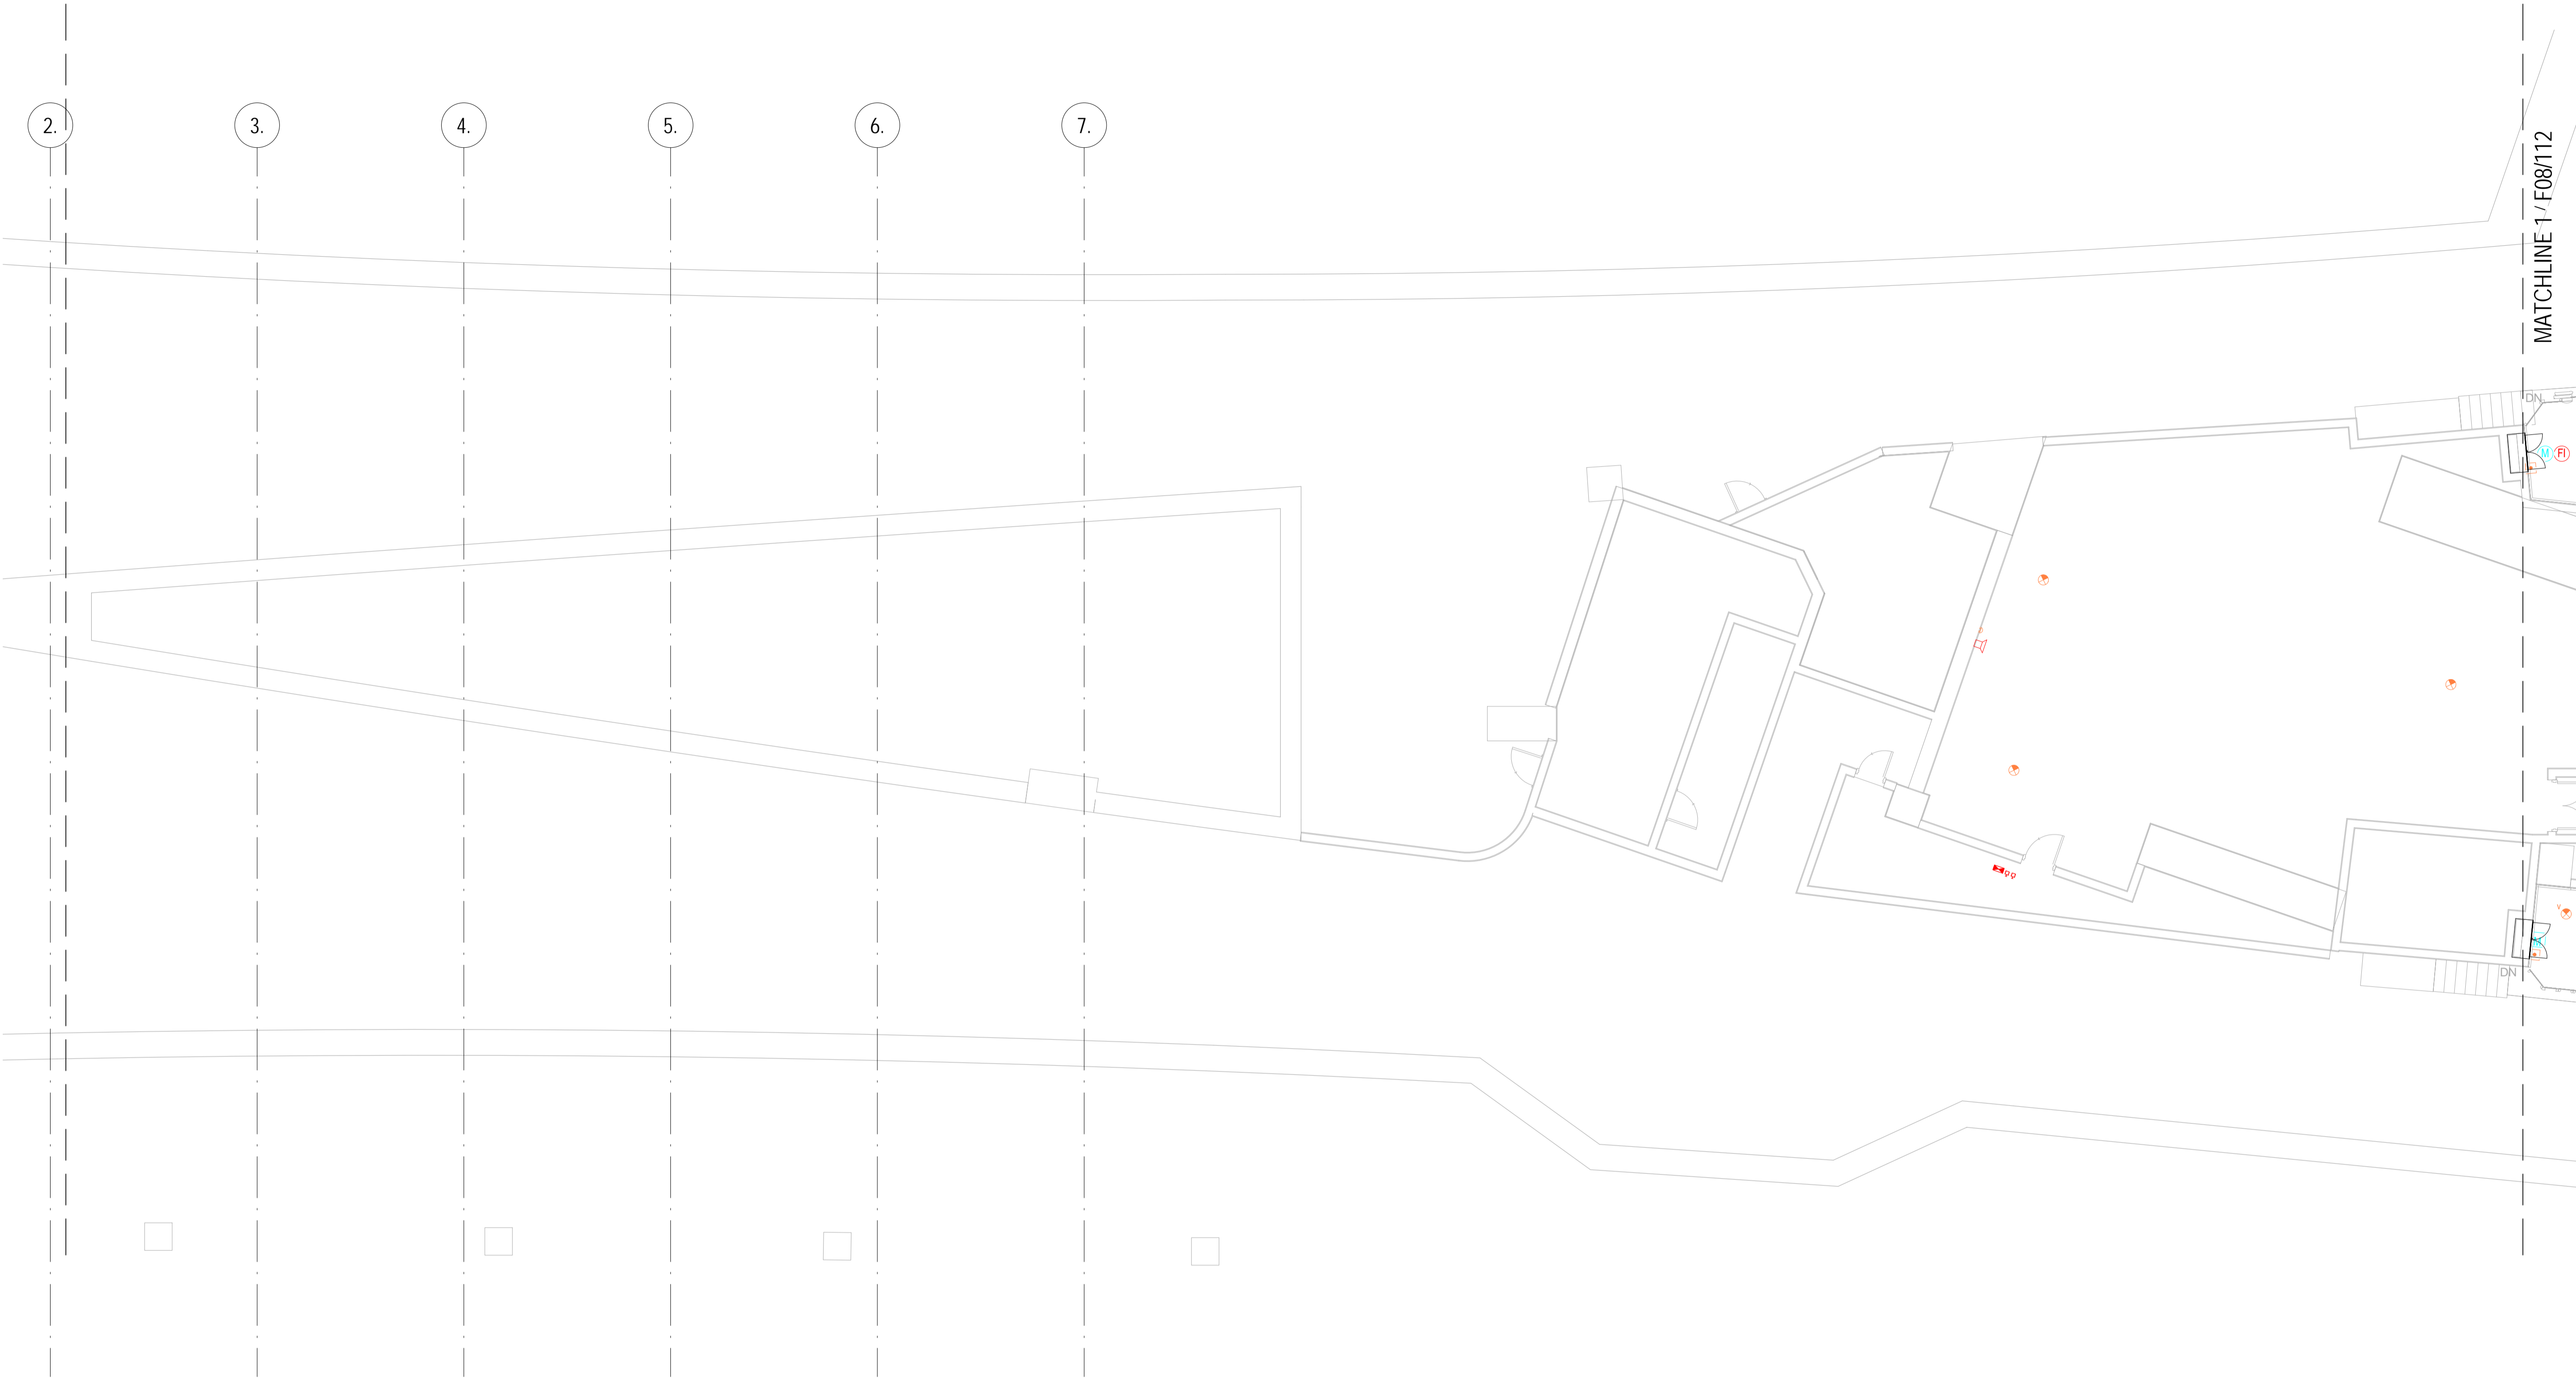 2.
3.
4.
5.
6.
7.
MATCHLINE 1 / F08/112
DN
M
FI
D
V
M
DN